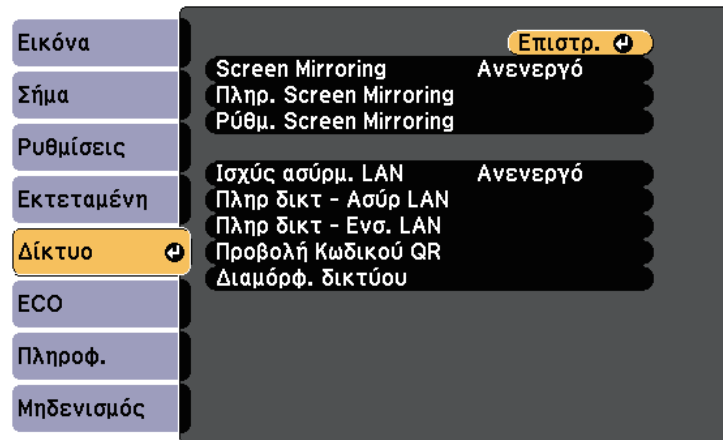 Εικόνα
Σήμα
Ρυθμίσεις
Εκτεταμένη
Δίκτυο
ECO
Πληροφ.
Μηδενισμός
Επιστρ.
Screen Mirroring Ανενεργό
Πληρ. Screen Mirroring
Ρύθμ. Screen Mirroring
Ισχύς ασύρμ. LAN Ανενεργό
Πληρ δικτ - Ασύρ LAN
Πληρ δικτ - Ενσ. LAN
Προβολή Κωδικού QR
Διαμόρφ. δικτύου